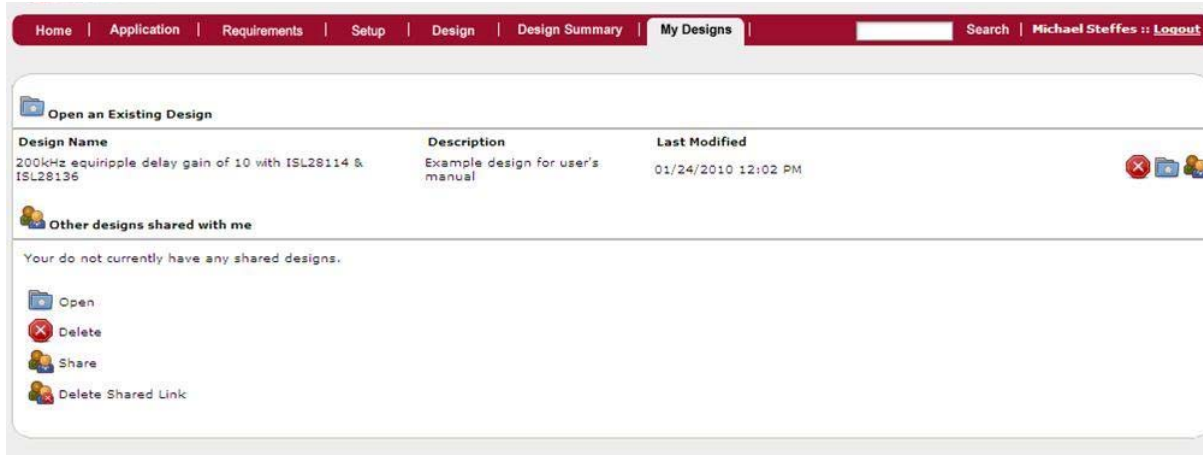 Home | Application | Requirements | Setup | Design | Design Summary | My Designs | Search | Michael Steffes :: Logout
Open an Existing Design
Design Name Description Last Modified
200kHz equiripple delay gain of 10 with ISL28114 & Example design for user's 01/24/2010 12:02 PM
ISL28136 manual
Other designs shared with me
Your do not currently have any shared designs.
Open
Delete
Share
Delete Shared Link